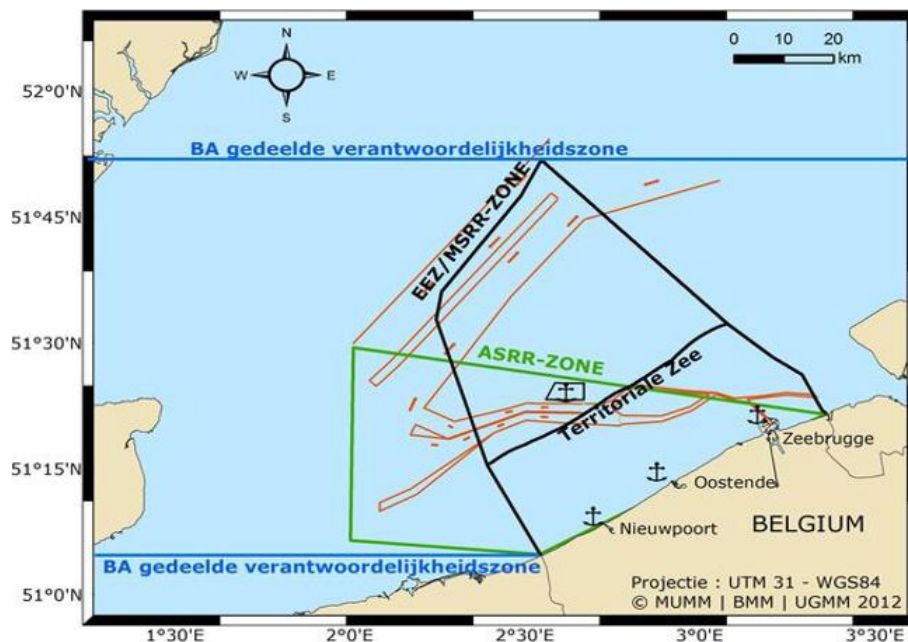 N
W E
S
0 10 20
km
52°0'N
51°45'N
51°30'N
51°15'N
51°0'N
BA gedeelde verantwoordelijkheidszone
EEZ/MSRR-ZONE
ASRR-ZONE
Territoriale Zee
Zeebrugge
Oostende
Nieuwpoort
BELGIUM
BA gedeelde verantwoordelijkheidszone
Projectie : UTM 31 - WGS84
© MUMM | BMM | UGMM 2012
1°30'E 2°0'E 2°30'E 3°0'E 3°30'E